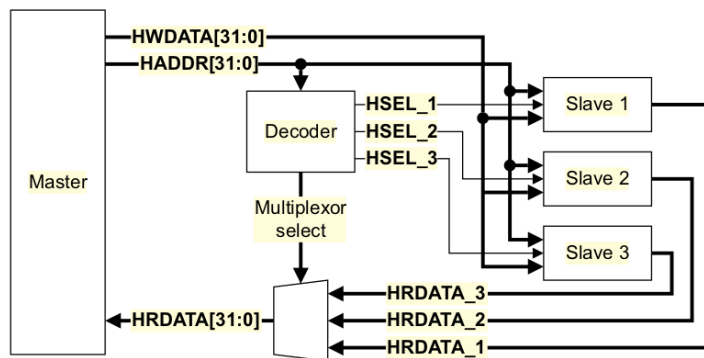 HWDATA[31:0]
HADDR[31:0]
HSEL_1
Slave 1
Decoder
HSEL_2
HSEL_3
Master
Slave 2
Multiplexor
select
Slave 3
HRDATA_3
HRDATA[31:0]
HRDATA_2
HRDATA_1